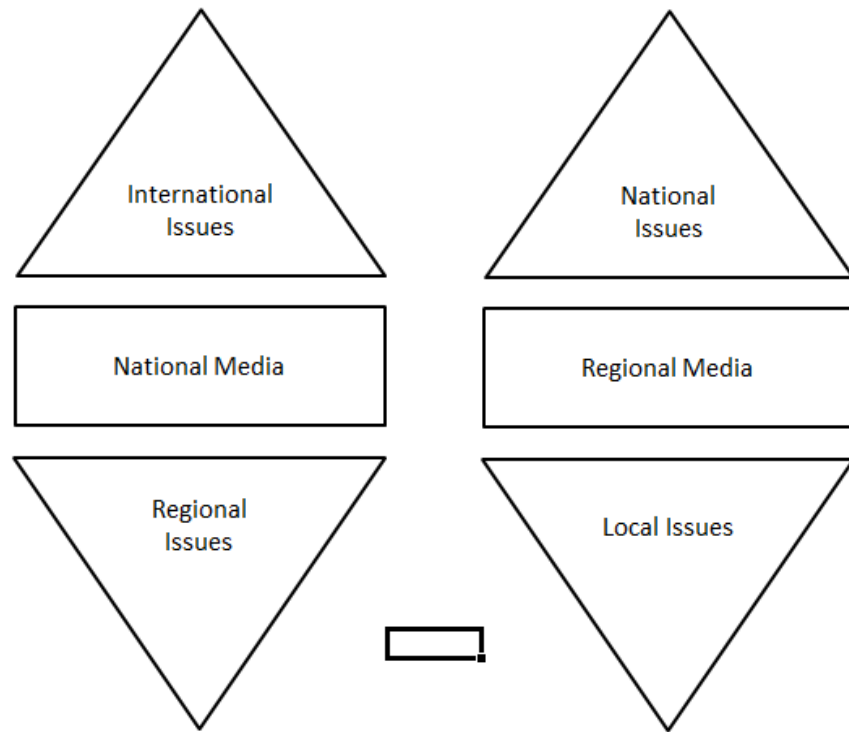 International
Issues
National Media
Regional
Issues
National
Issues
Regional Media
Local Issues